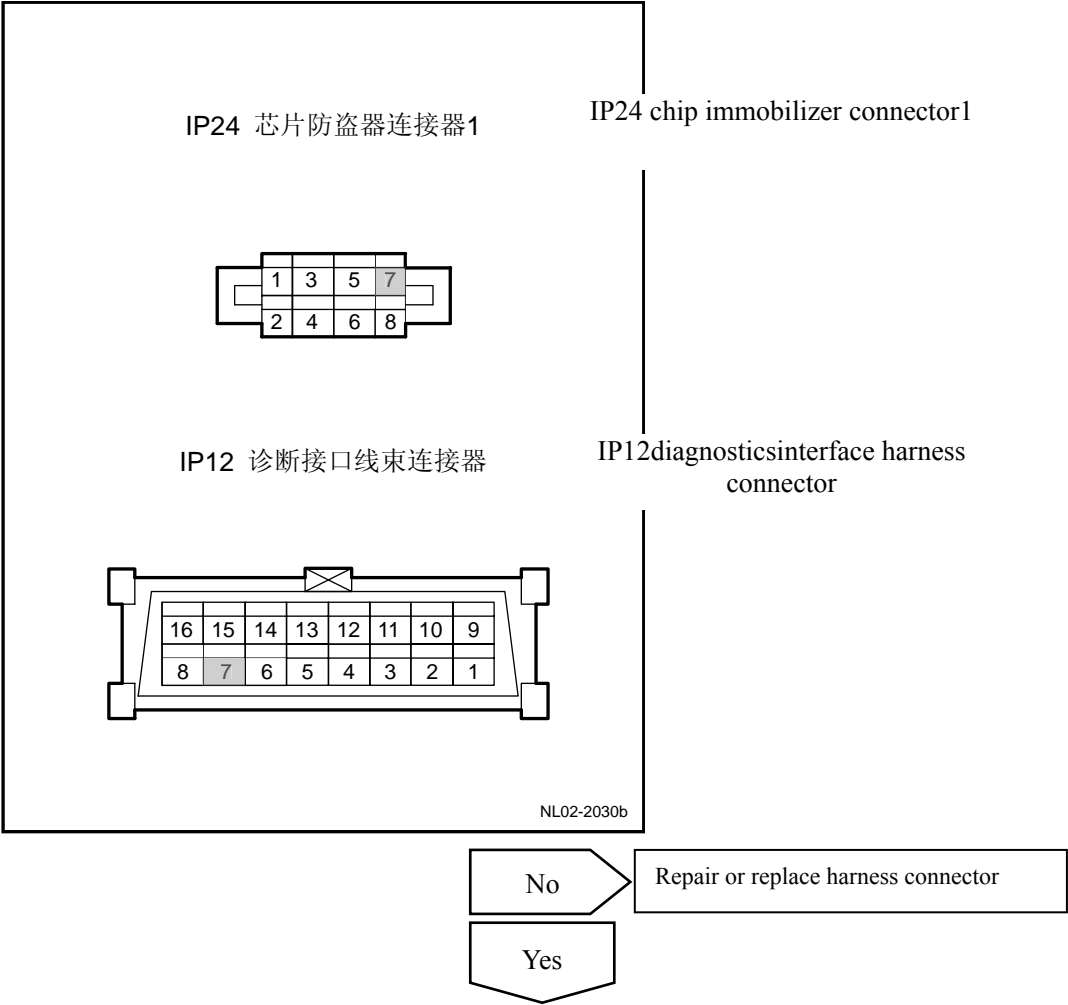 IP24 芯片防盗器连接器1
IP24 chip immobilizer connector1
1 3 5 7
2 4 6 8
IP12 诊断接口线束连接器
IP12diagnosticsinterface harness
connector
16 15 14 13 12 11 10 9
8 7 6 5 4 3 2 1
NL02-2030b
No
Repair or replace harness connector
Yes